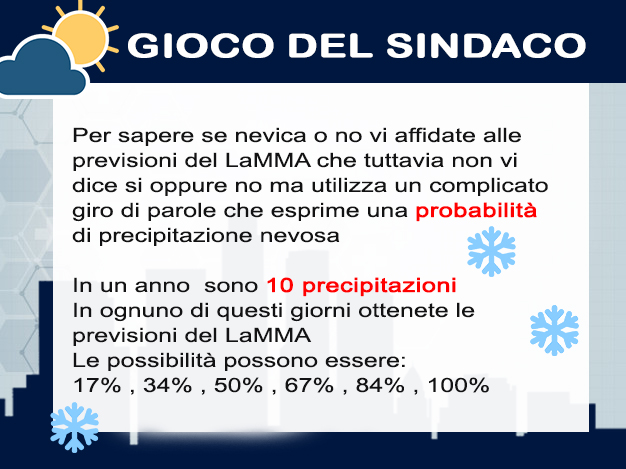 GIOCO DEL SINDACO
Per sapere se nevica o no vi affidate alle
previsioni del LaMMA che tuttavia non vi
dice si oppure no ma utilizza un complicato
giro di parole che esprime una probabilità
di precipitazione nevosa
In un anno sono 10 precipitazioni
In ognuno di questi giorni ottenete le
previsioni del LaMMA
Le possibilità possono essere:
17% , 34% , 50% , 67% , 84% , 100%